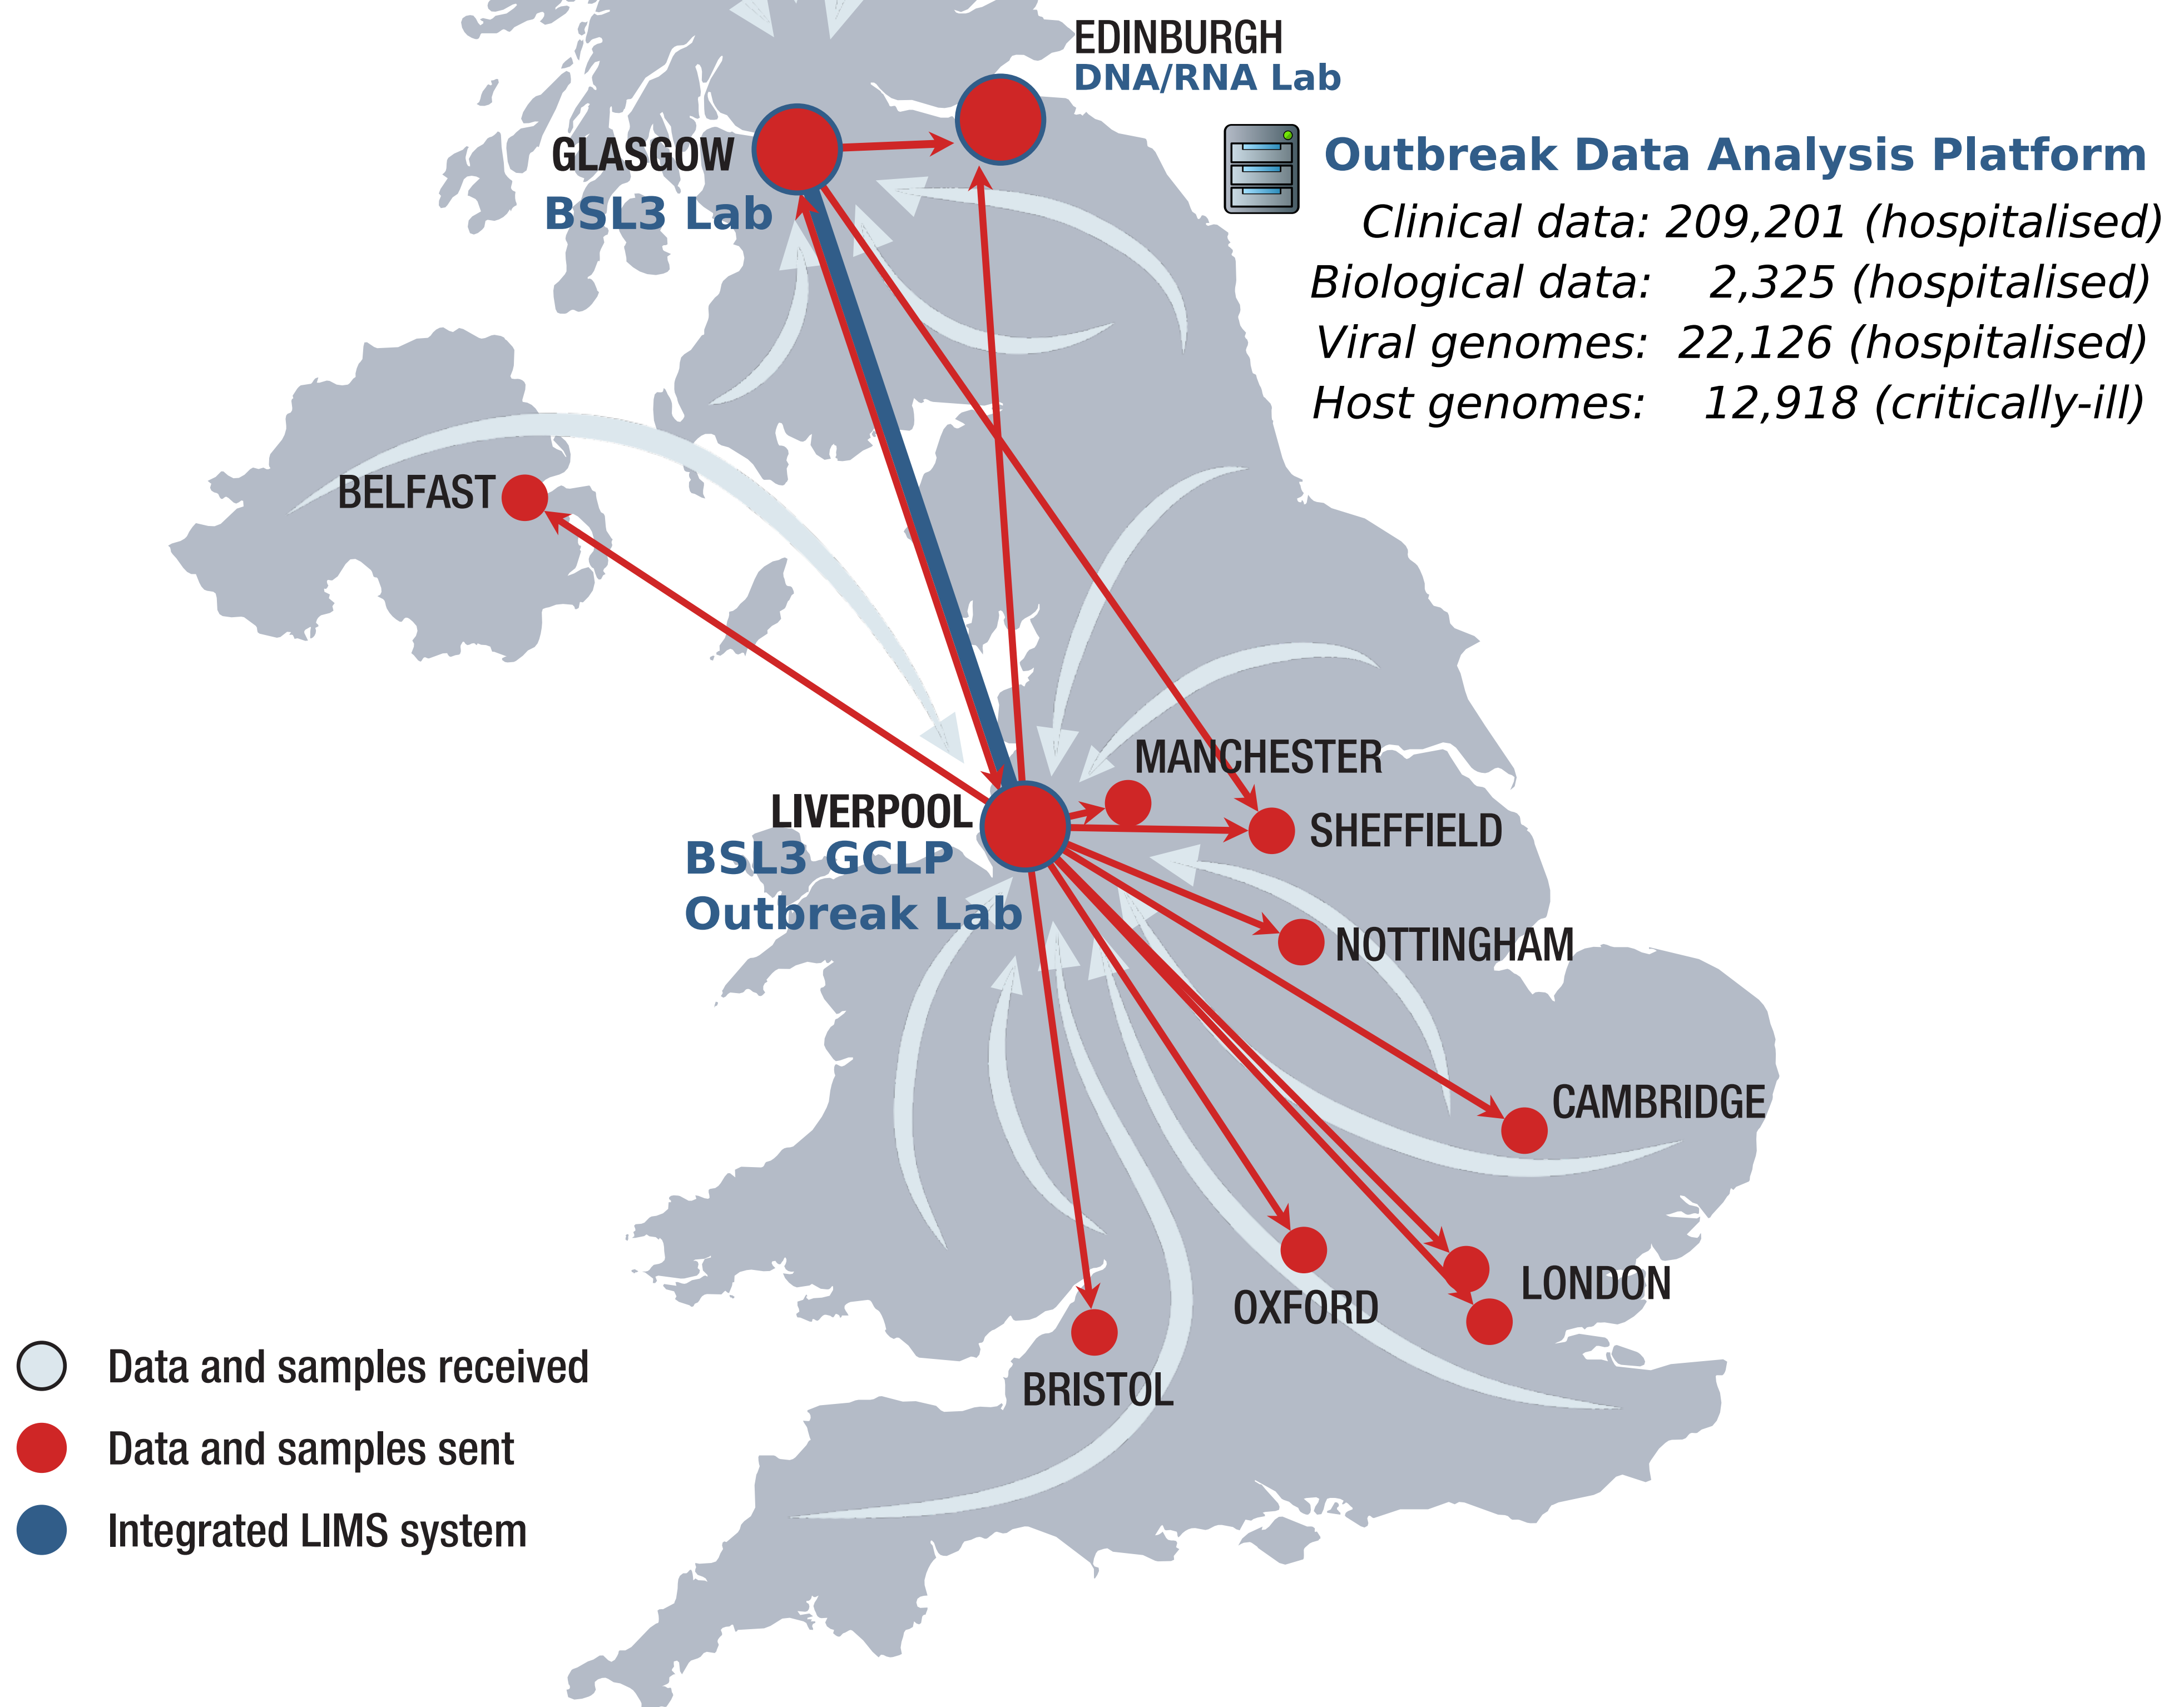 EDINBURGH
DNA/RNA Lab
GLASGOW
BSL3 Lab
Outbreak Data Analysis Platform
Clinical data: 209,201 (hospitalised)
Biological data: 2,325 (hospitalised)
Viral genomes: 22,126 (hospitalised)
Host genomes: 12,918 (critically-ill)
BELFAST
MANCHESTER
LIVERPOOL
BSL3 GCLP
Outbreak Lab
SHEFFIELD
NOTTINGHAM
CAMBRIDGE
LONDON
OXFORD
BRISTOL
Data and samples received
Data and samples sent
Integrated LIMS system